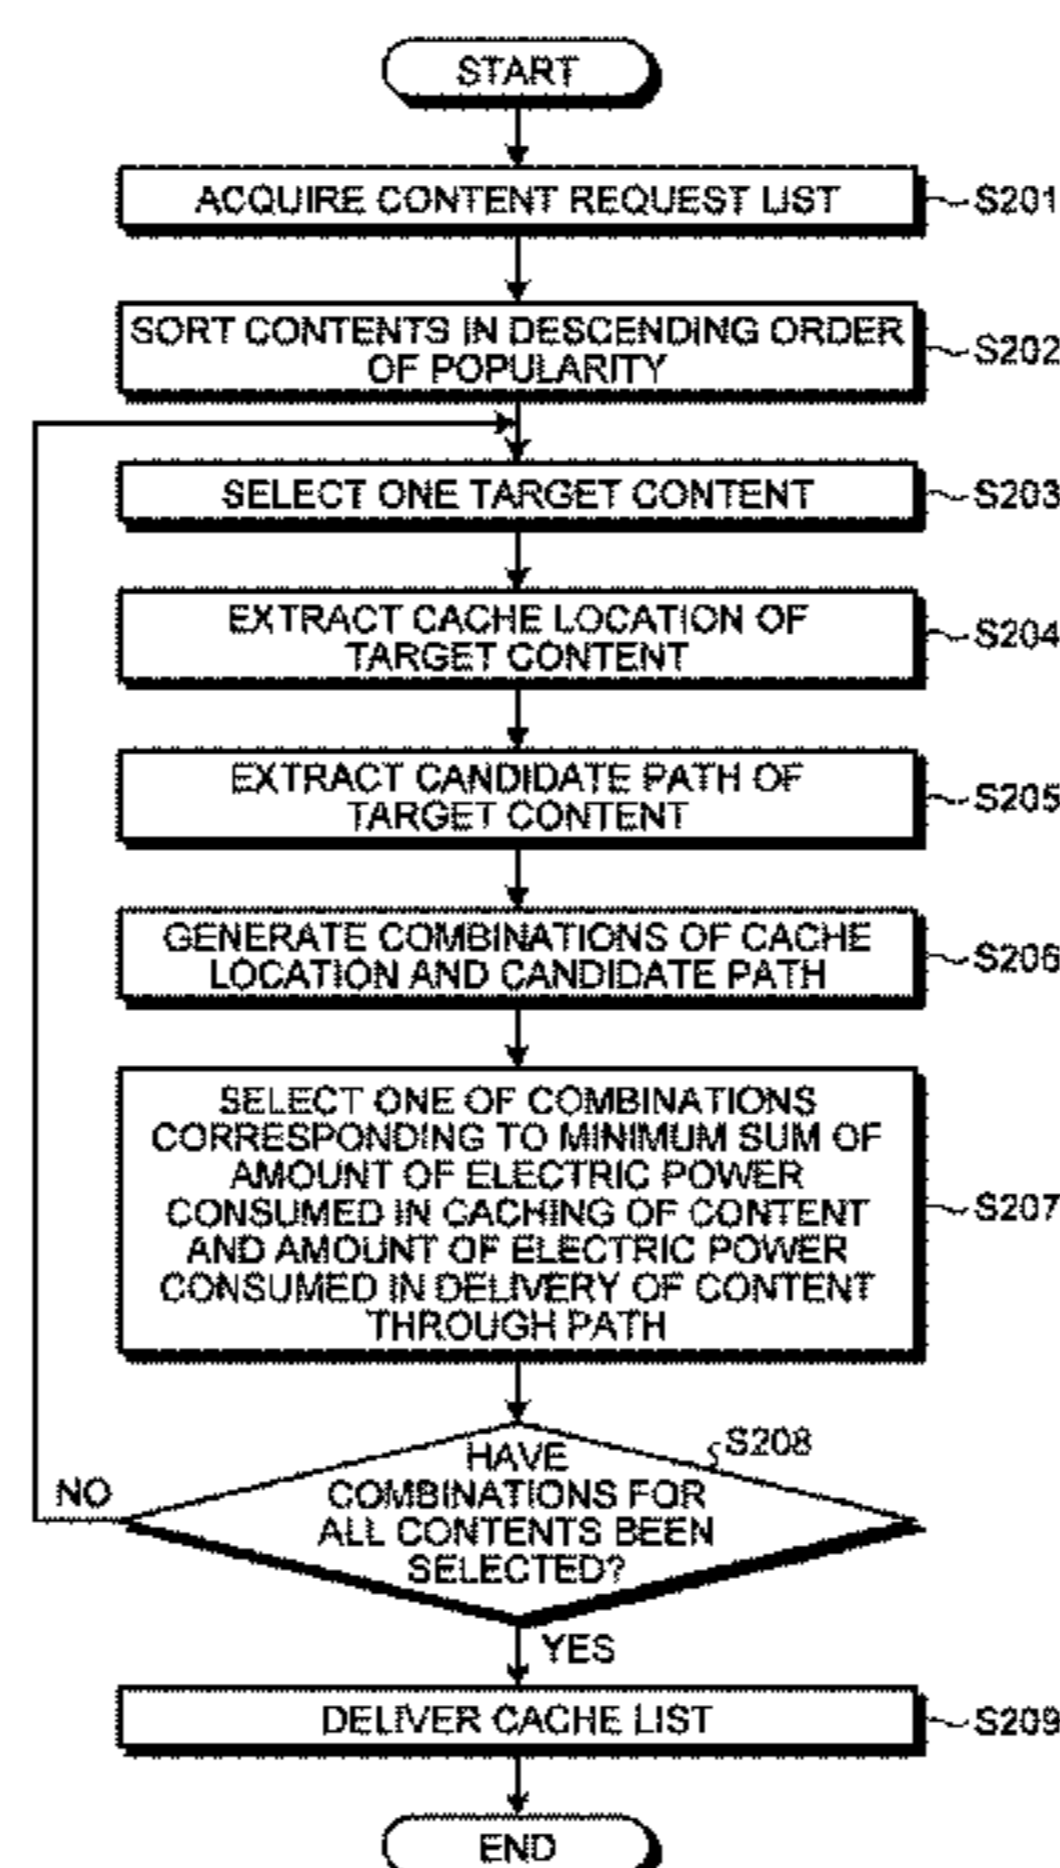 START
ACQUIRE CONTENT REQUEST LIST
S201
SORT CONTENTS IN DESCENDING ORDER
OF POPULARITY
S202
SELECT ONE TARGET CONTENT
S203
EXTRACT CACHE LOCATION OF
TARGET CONTENT
S204
EXTRACT CANDIDATE PATH OF
TARGET CONTENT
S205
GENERATE COMBINATIONS OF CACHE
LOCATION AND CANDIDATE PATH
S206
SELECT ONE OF COMBINATIONS
CORRESPONDING TO MINIMUM SUM OF
AMOUNT OF ELECTRIC POWER
CONSUMED IN CACHING OF CONTENT
AND AMOUNT OF ELECTRIC POWER
CONSUMED IN DELIVERY OF CONTENT
THROUGH PATH
S207
S208
HAVE
COMBINATIONS FOR
ALL CONTENTS BEEN
SELECTED?
NO
YES
DELIVER CACHE LIST
S209
END